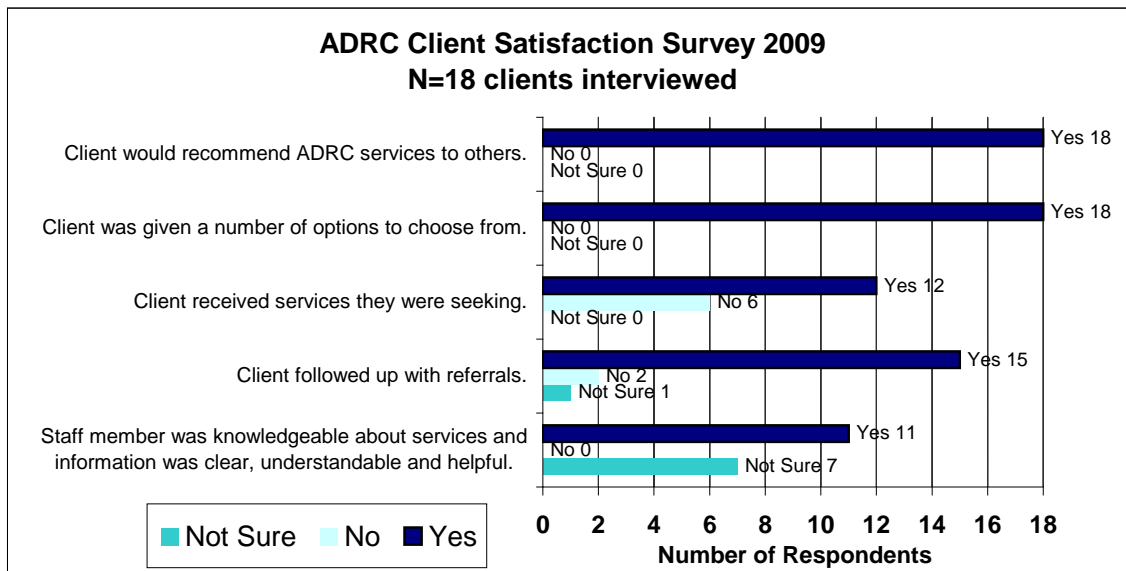 ADRC Client Satisfaction Survey 2009
N=18 clients interviewed
Client would recommend ADRC services to others.
Yes 18
No 0
Not Sure 0
Client was given a number of options to choose from.
Yes 18
No 0
Not Sure 0
Client received services they were seeking.
Yes 12
No 6
Not Sure 0
Client followed up with referrals.
Yes 15
No 2
Not Sure 1
Staff member was knowledgeable about services and
information was clear, understandable and helpful.
Yes 11
No 0
Not Sure 7
0 2 4 6 8 10 12 14 16 18
Number of Respondents
Not Sure No Yes